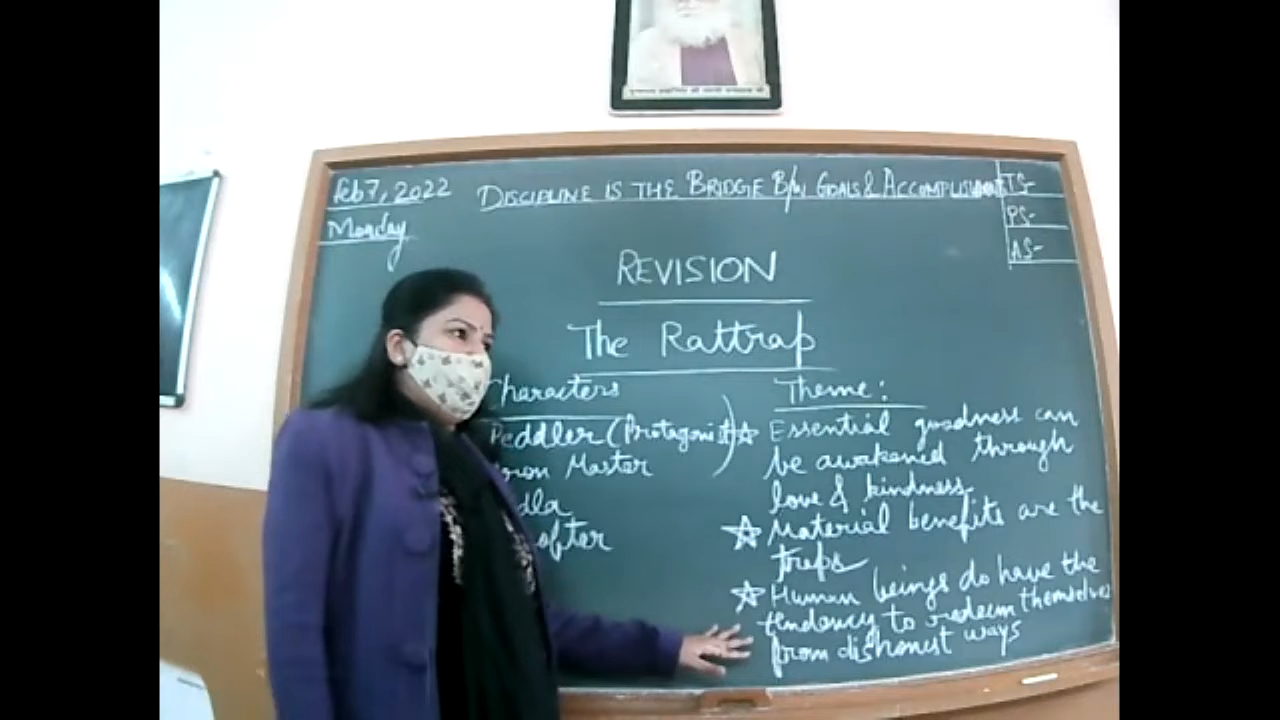 Feb 7, 2022
DISCIPLINE IS THE BRIDGE B/W GOALS & ACCOMPLISHMENTS
TS-
Monday
PS-
AS-
REVISION
The Rattrap
Characters
Peddler (Protagonist)
Master
Theme:
☆ Essential goodness can
be awakened through
love & kindness
☆ Material benefits are the
traps
☆ Human beings do have the
tendency to redeem themselves
from dishonest ways